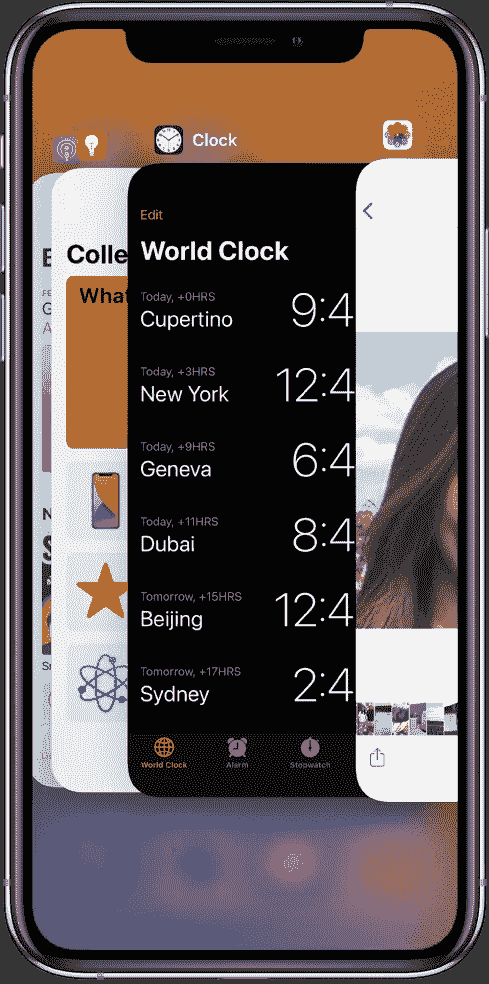 Clock
Edit
World Clock
Today, +0HRS
Cupertino
9:4
Today, +3HRS
New York
12:4
Today, +9HRS
Geneva
6:4
Today, +11HRS
Dubai
8:4
Tomorrow, +15HRS
Beijing
12:4
Tomorrow, +17HRS
Sydney
2:4
World Clock
Alarm
Stopwatch
Colle
What